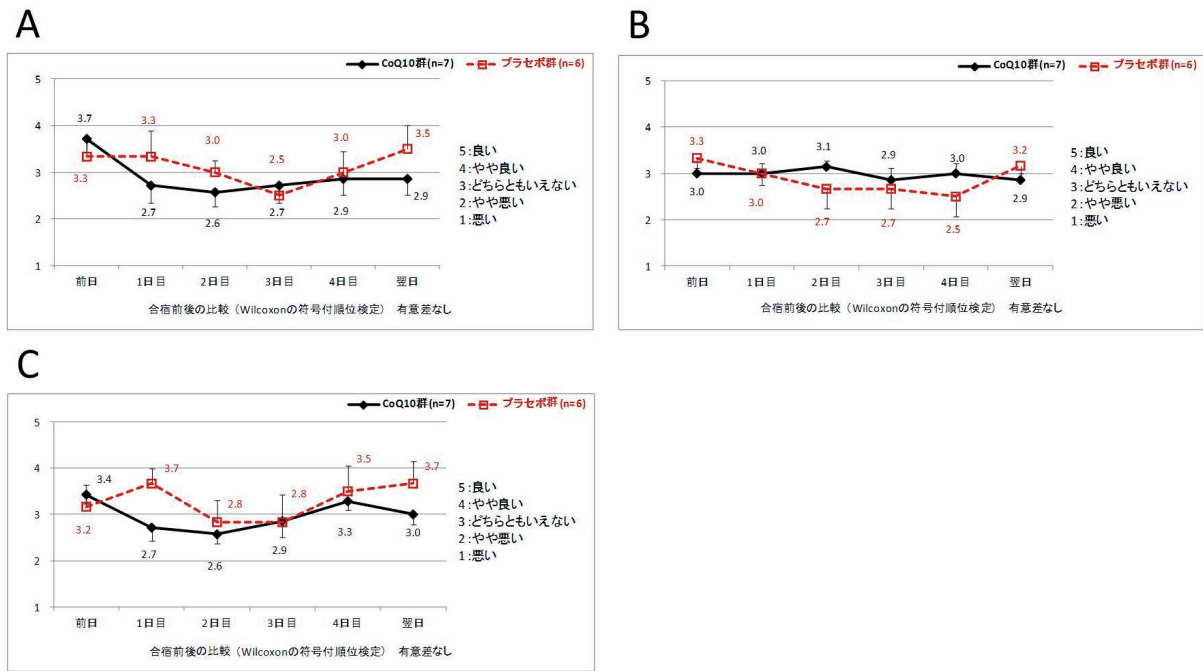 A
CoQ10群(n=7) プラセボ群(n=6)
5
4
3
2
1
3.7
3.3
3.0
2.5
3.0
3.5
3.3
2.7
2.6
2.7
2.9
2.9
5:良い
4:やや良い
3:どちらともいえない
2:やや悪い
1:悪い
前日 1日目 2日目 3日目 4日目 翌日
合宿前後の比較(Wilcoxonの符号付順位検定) 有意差なし
B
CoQ10群(n=7) プラセボ群(n=6)
5
4
3
2
1
3.3
3.0
3.1
2.9
3.0
3.2
3.0
3.0
2.7
2.7
2.5
2.9
5:良い
4:やや良い
3:どちらともいえない
2:やや悪い
1:悪い
前日 1日目 2日目 3日目 4日目 翌日
合宿前後の比較(Wilcoxonの符号付順位検定) 有意差なし
C
CoQ10群(n=7) プラセボ群(n=6)
5
4
3
2
1
3.4
3.7
2.8
2.8
3.5
3.7
3.2
2.7
2.6
2.9
3.3
3.0
5:良い
4:やや良い
3:どちらともいえない
2:やや悪い
1:悪い
前日 1日目 2日目 3日目 4日目 翌日
合宿前後の比較(Wilcoxonの符号付順位検定) 有意差なし